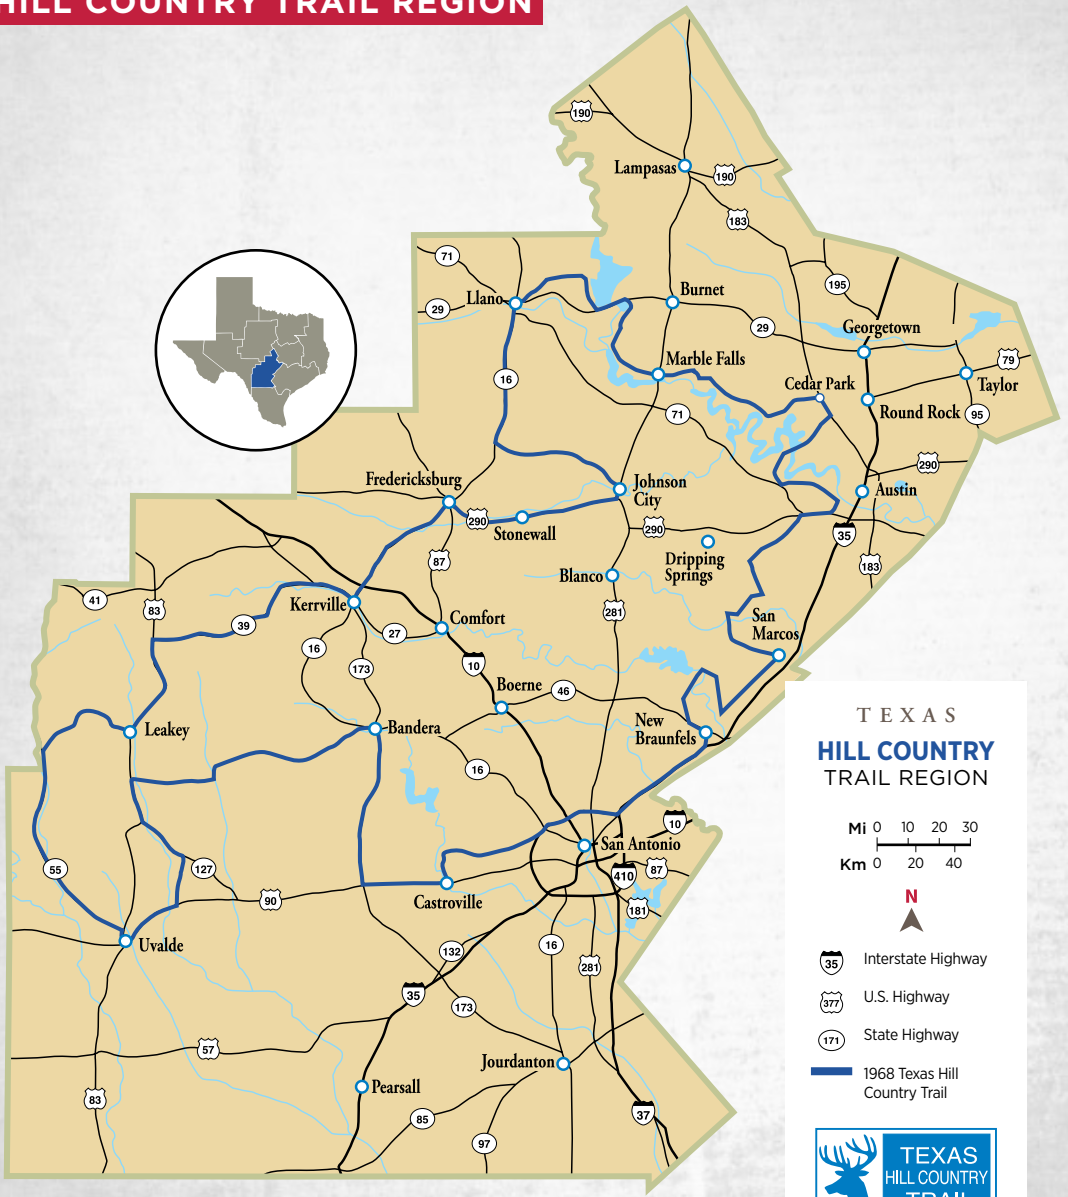 HILL COUNTRY TRAIL REGION
190
Lampasas
190
183
71
195
Llano
29
Burnet
29
Georgetown
79
Marble Falls
Cedar Park
Taylor
16
71
Round Rock
95
290
Fredericksburg
Johnson
City
Austin
290
Stonewall
290
35
87
Dripping
Springs
183
Blanco
41
83
Kerrville
281
39
Comfort
San
Marcos
27
16
173
10
Boerne
46
Leakey
Bandera
New
Braunfels
16
10
San Antonio
55
127
87
410
90
Castroville
181
Uvalde
132
16
281
35
173
57
Jourdanton
Pearsall
83
85
37
97
TEXAS
HILL COUNTRY
TRAIL REGION
Mi 0 10 20 30
Km 0 20 40
N
35 Interstate Highway
377 U.S. Highway
171 State Highway
1968 Texas Hill
Country Trail
TEXAS
HILL COUNTRY
TRAIL